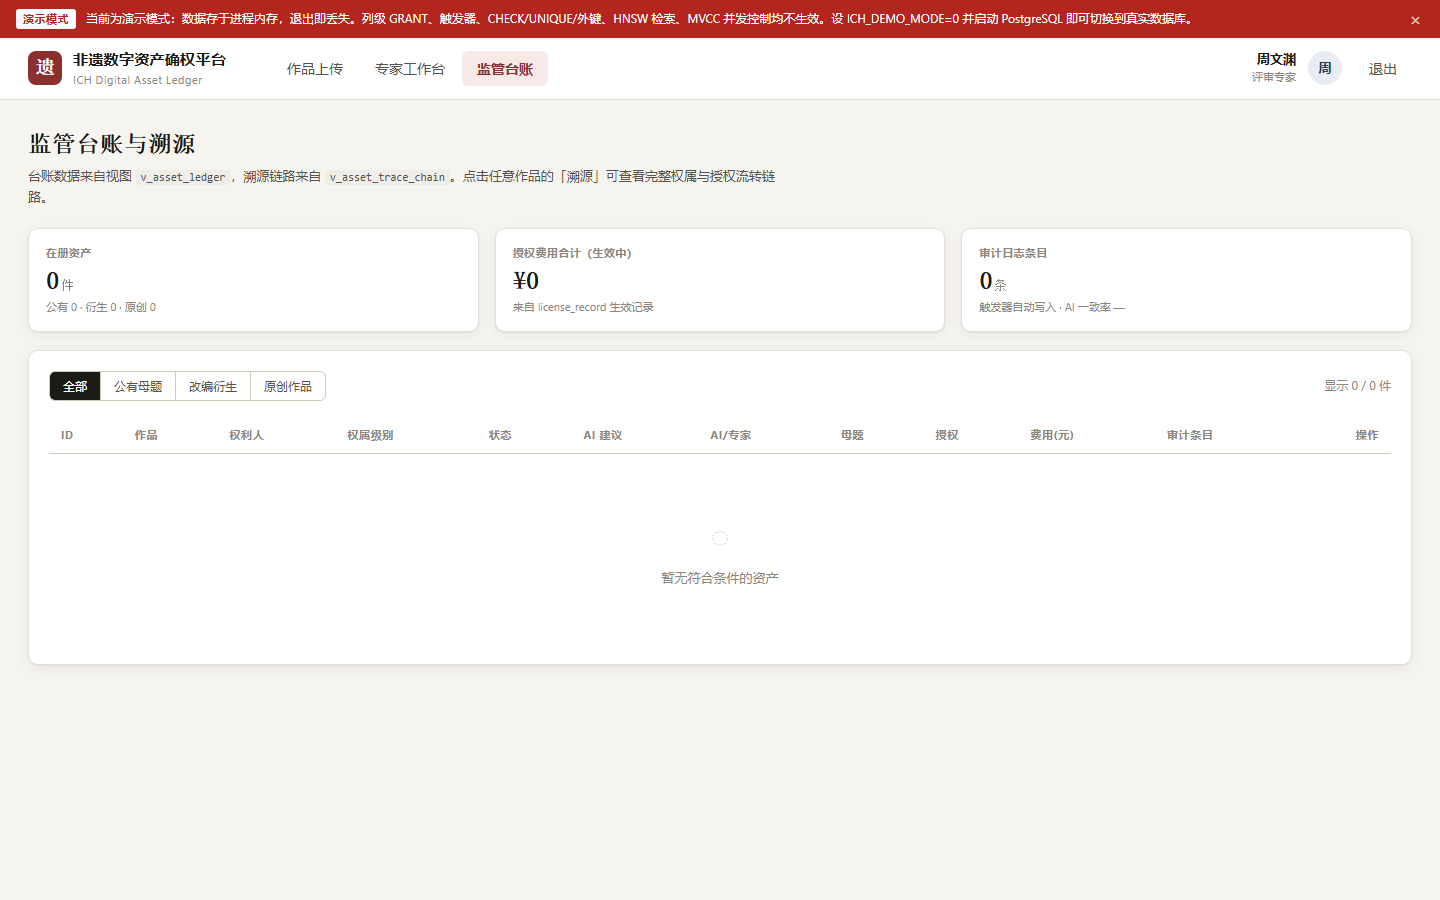 演示模式 当前为演示模式：数据存于进程内存，退出即丢失。列级 GRANT、触发器、CHECK/UNIQUE/外键、HNSW 检索、MVCC 并发控制均不生效。设 ICH_DEMO_MODE=0 并启动 PostgreSQL 即可切换到真实数据库。 ×
遗 非遗数字资产确权平台
ICH Digital Asset Ledger
作品上传 专家工作台 监管台账
周文渊
评审专家
周 退出
监管台账与溯源
台账数据来自视图 v_asset_ledger ，溯源链路来自 v_asset_trace_chain 。点击任意作品的「溯源」可查看完整权属与授权流转链
路。
在册资产
0 件
公有 0 · 衍生 0 · 原创 0
授权费用合计（生效中）
¥0
来自 license_record 生效记录
审计日志条目
0 条
触发器自动写入 · AI 一致率 —
全部 公有母题 改编衍生 原创作品 显示 0 / 0 件
ID 作品 权利人 权属级别 状态 AI 建议 AI/专家 母题 授权 费用(元) 审计条目 操作
暂无符合条件的资产